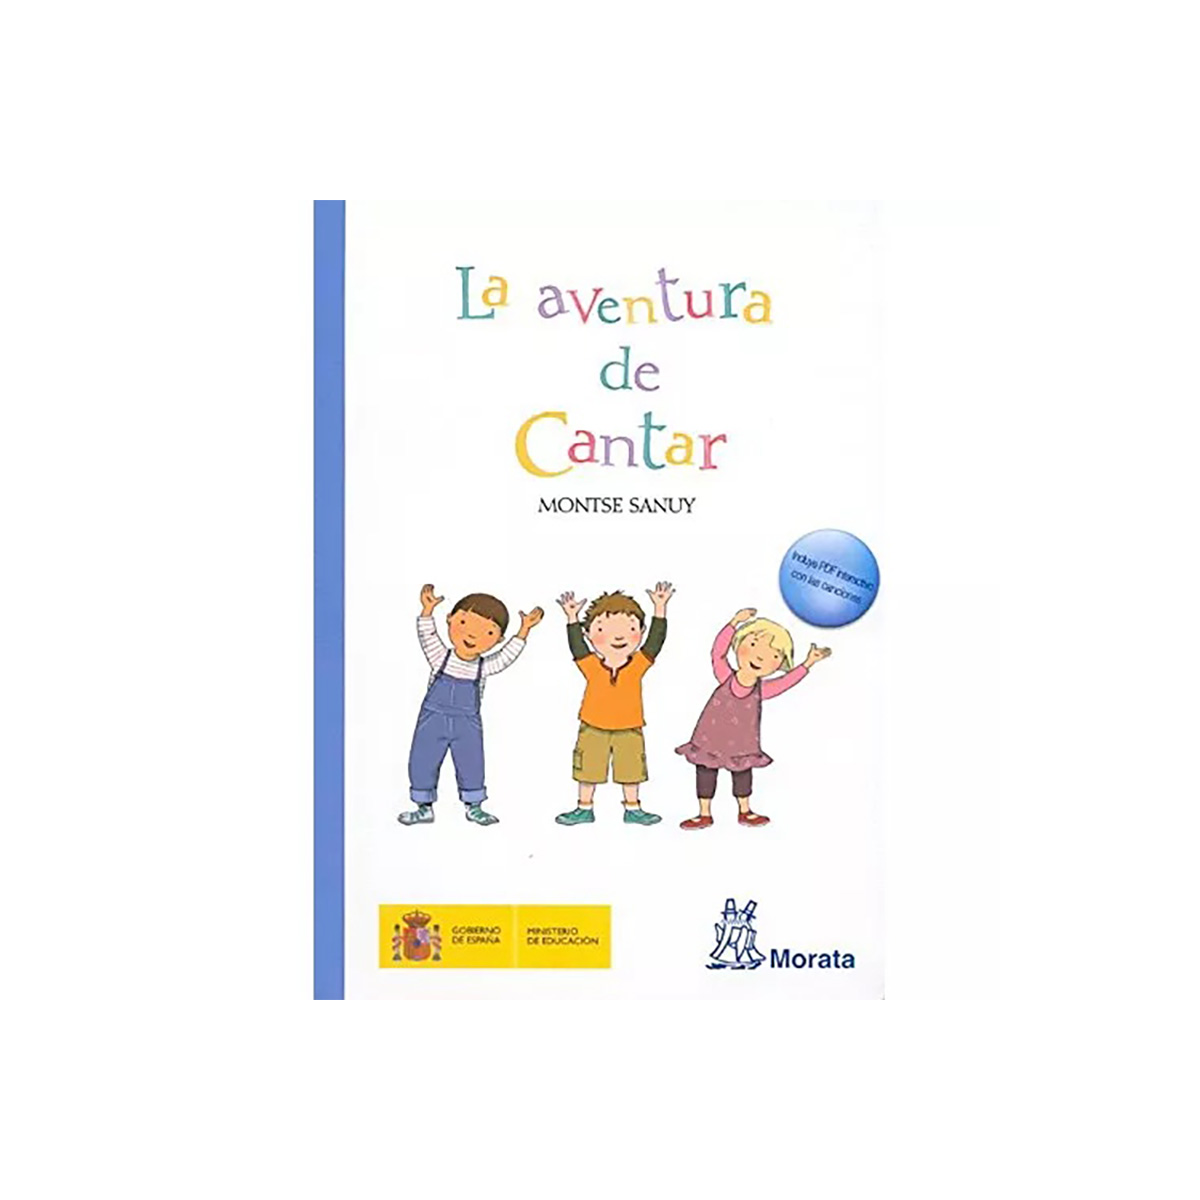 La aventura
de
Cantar
MONTSE SANUY
Incluye PDF interactivo
con las canciones
GOBIERNO
DE ESPAÑA
MINISTERIO
DE EDUCACIÓN
Morata